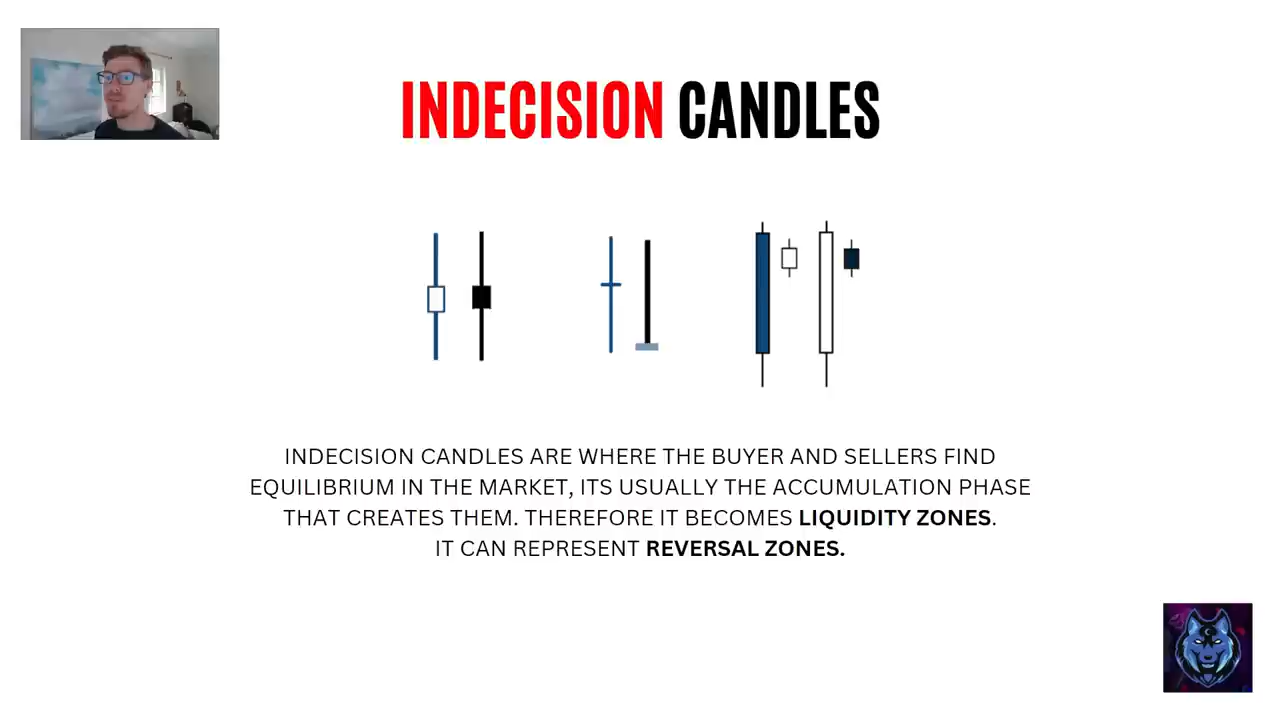 INDECISION CANDLES
INDECISION CANDLES ARE WHERE THE BUYER AND SELLERS FIND
EQUILIBRIUM IN THE MARKET, ITS USUALLY THE ACCUMULATION PHASE
THAT CREATES THEM. THEREFORE IT BECOMES LIQUIDITY ZONES.
IT CAN REPRESENT REVERSAL ZONES.